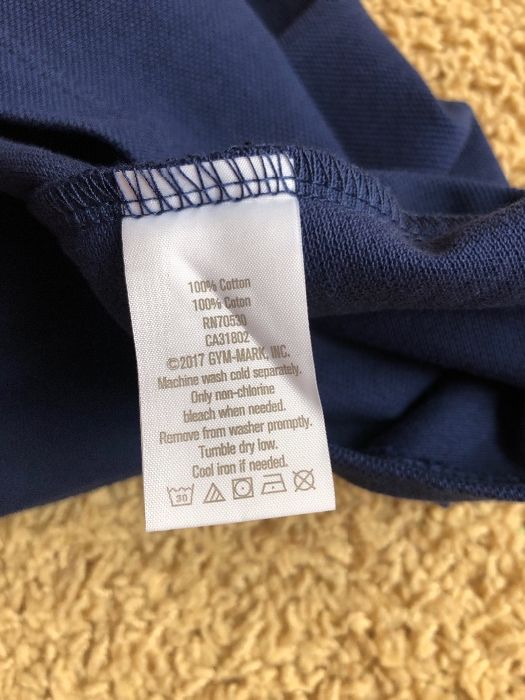 100% Cotton
100% Coton
RN70530
CA31802
©2017 GYM-MARK, INC.
Machine wash cold separately.
Only non-chlorine
bleach when needed.
Remove from washer promptly.
Tumble dry low.
Cool iron if needed.
30